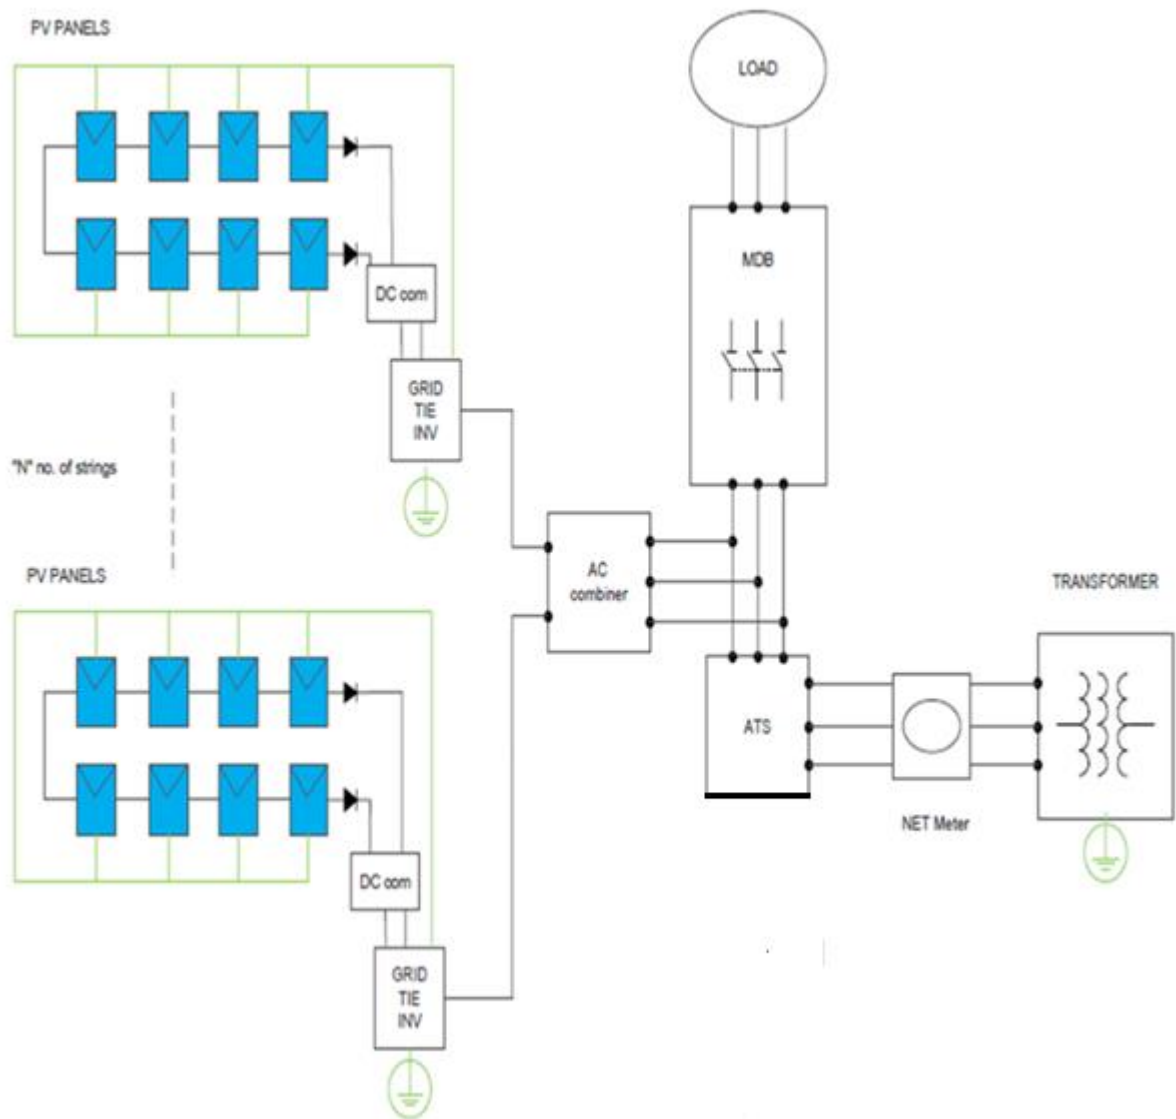 PV PANELS
LOAD
MDB
DC com
GRID
TIE
INV
"N" no. of strings
AC
combiner
PV PANELS
TRANSFORMER
ATS
NET Meter
DC com
GRID
TIE
INV